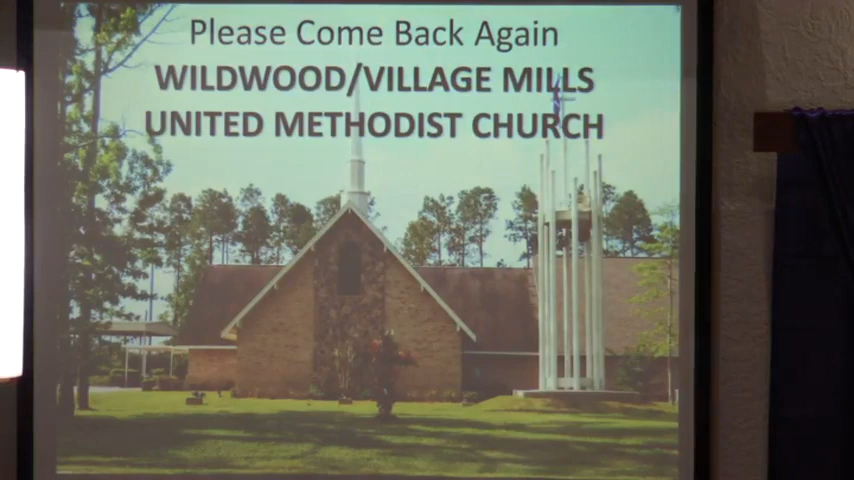 Please Come Back Again
WILDWOOD/VILLAGE MILLS
UNITED METHODIST CHURCH